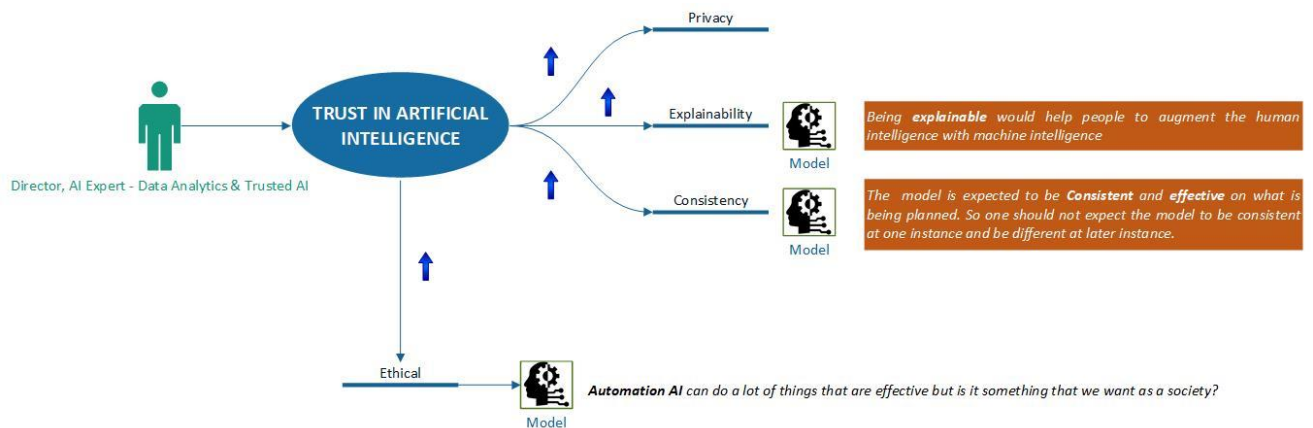 Privacy
TRUST IN ARTIFICIAL
INTELLIGENCE
Explainability
Model
Being explainable would help people to augment the human
intelligence with machine intelligence
Director, AI Expert - Data Analytics & Trusted AI
Consistency
Model
The model is expected to be Consistent and effective on what is
being planned. So one should not expect the model to be consistent
at one instance and be different at later instance.
Ethical
Model
Automation AI can do a lot of things that are effective but is it something that we want as a society?